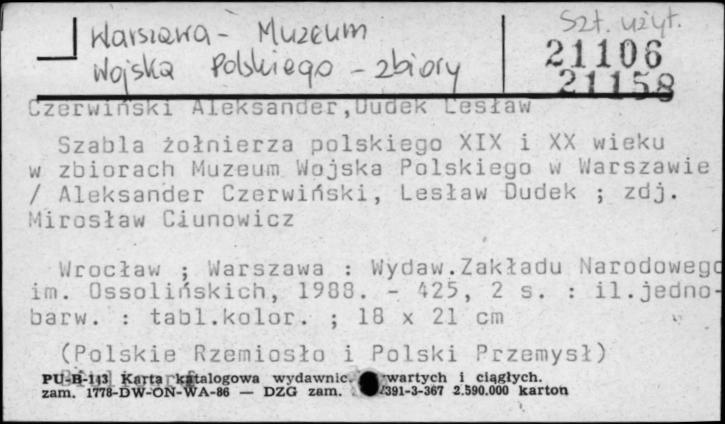 Warszawa - Muzeum
Wojska Polskiego - zbiory
Szt. użyt.
21106
21158
Czerwiński Aleksander,Dudek Lesław
Szabla żołnierza polskiego XIX i XX wieku
w zbiorach Muzeum Wojska Polskiego w Warszawie
/ Aleksander Czerwiński, Lesław Dudek ; zdj.
Mirosław Ciunowicz
Wrocław ; Warszawa : Wydaw.Zakładu Narodowego
im. Ossolińskich, 1988. - 425, 2 s. : il.jedno-
barw. : tabl.kolor. ; 18 x 21 cm
(Polskie Rzemiosło i Polski Przemysł)
PU-B-113 Karta katalogowa wydawnic. wartych i ciągłych.
zam. 1778-DW-ON-WA-86 — DZG zam. /391-3-367 2.590.000 karton